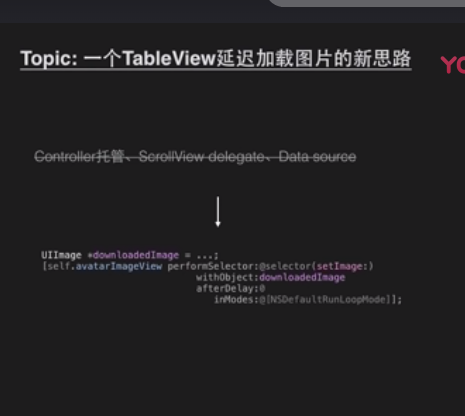 Topic: 一个TableView延迟加载图片的新思路
Controller托管、ScrollView delegate、Data source
UIImage *downloadedImage = ...;
[self.avatarImageView performSelector:@selector(setImage:)
withObject:downloadedImage
afterDelay:0
inModes:@[NSDefaultRunLoopMode]];